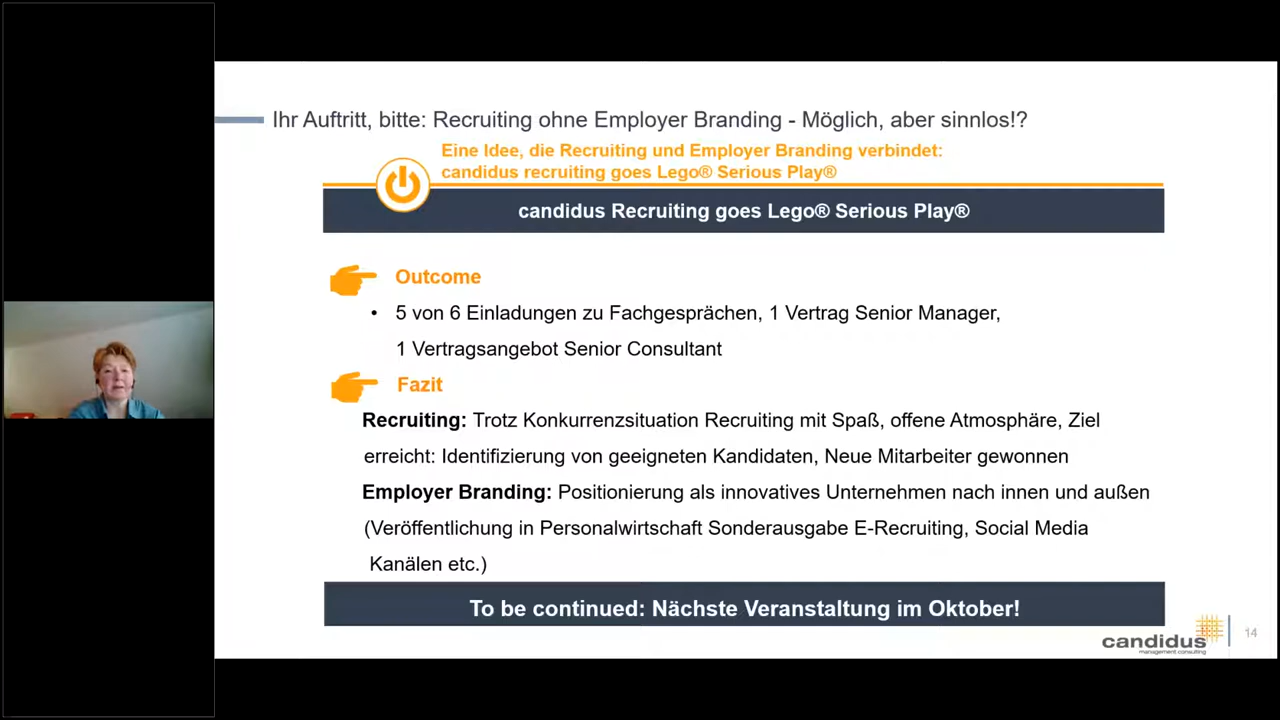 Ihr Auftritt, bitte: Recruiting ohne Employer Branding - Möglich, aber sinnlos!?
Eine Idee, die Recruiting und Employer Branding verbindet:
candidus recruiting goes Lego® Serious Play®
candidus Recruiting goes Lego® Serious Play®
Outcome
• 5 von 6 Einladungen zu Fachgesprächen, 1 Vertrag Senior Manager,
1 Vertragsangebot Senior Consultant
Fazit
Recruiting: Trotz Konkurrenzsituation Recruiting mit Spaß, offene Atmosphäre, Ziel
erreicht: Identifizierung von geeigneten Kandidaten, Neue Mitarbeiter gewonnen
Employer Branding: Positionierung als innovatives Unternehmen nach innen und außen
(Veröffentlichung in Personalwirtschaft Sonderausgabe E-Recruiting, Social Media
Kanälen etc.)
To be continued: Nächste Veranstaltung im Oktober!
candidus
management consulting
14